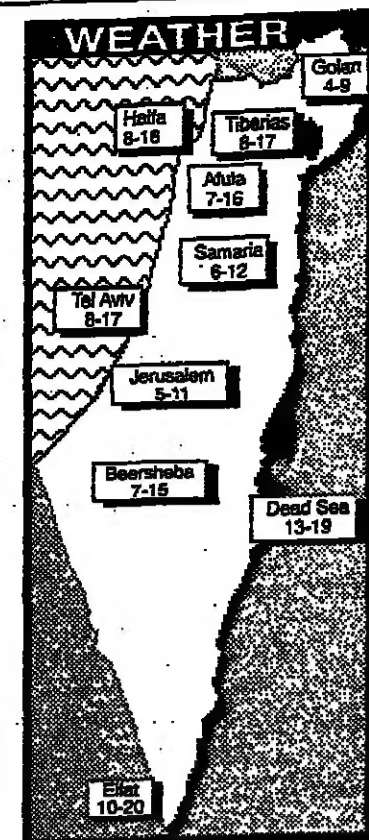 WEATHER
Golan
4-9
Haifa
8-16
Tiberias
8-17
Afula
7-16
Samaria
6-12
Tel Aviv
8-17
Jerusalem
5-11
Beersheba
7-15
Dead Sea
13-19
Eilat
10-20